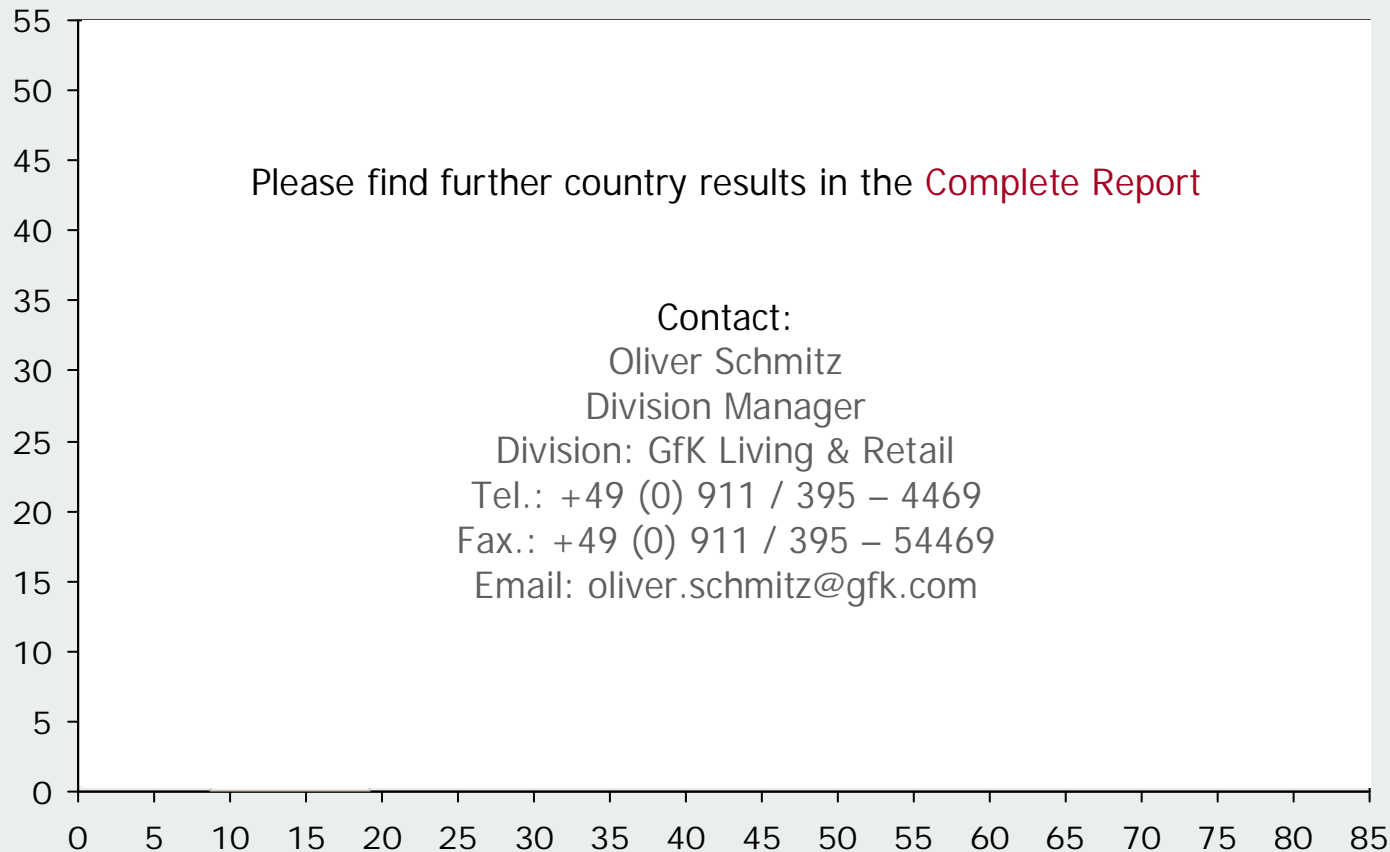 55
50
45
Please find further country results in the Complete Report
40
35
Contact:
30
Oliver Schmitz
Division Manager
25
Division: GfK Living & Retail
20
Tel.: +49 (0) 911 / 395 – 4469
Fax.: +49 (0) 911 / 395 – 54469
15
Email: oliver.schmitz@gfk.com
10
5
0
0 5 10 15 20 25 30 35 40 45 50 55 60 65 70 75 80 85